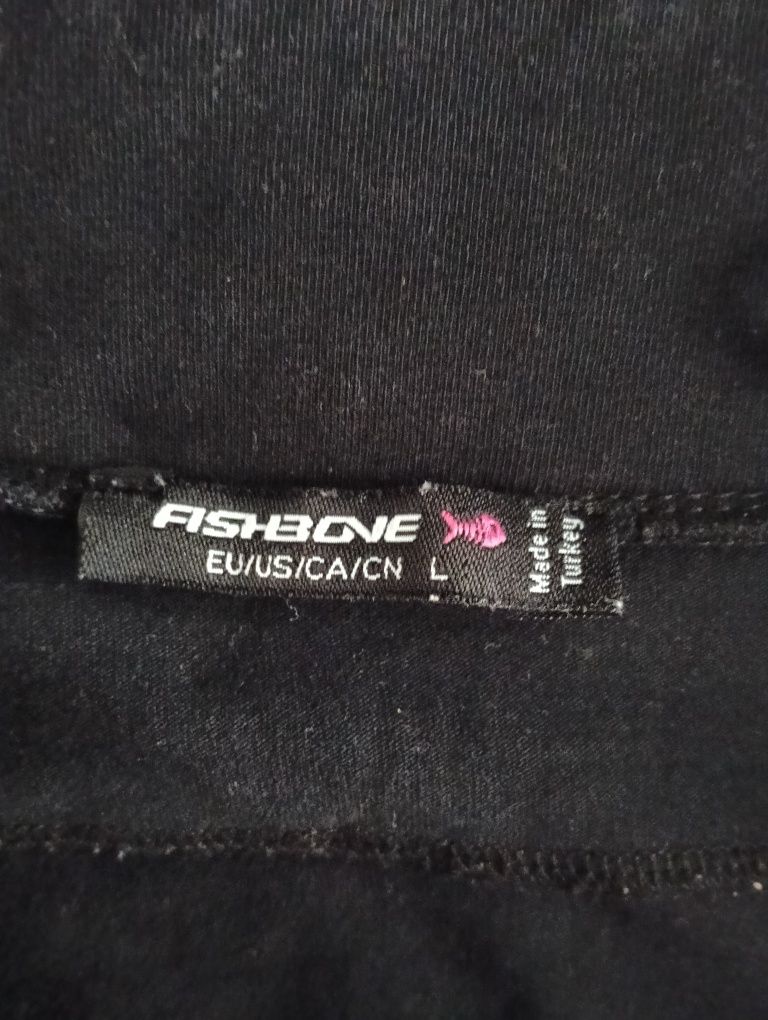 FISHBONE
EU/US/CA/CN L
Made in
Turkey